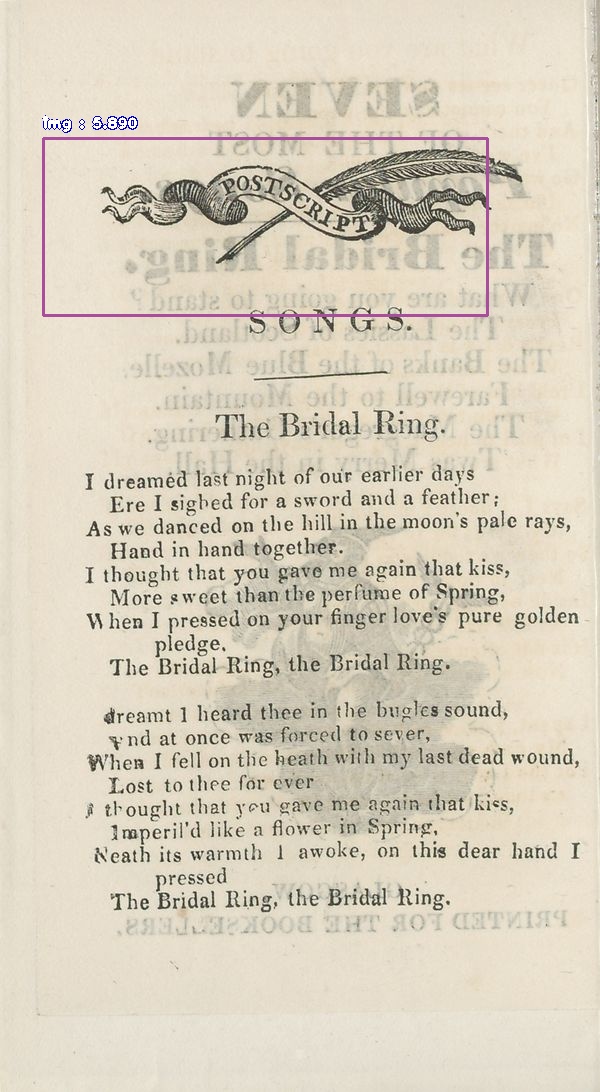 img : 5.890
POSTSCRIPT
SONGS.
The Bridal Ring.
I dreamed last night of our earlier days
Ere I sighed for a sword and a feather;
As we danced on the hill in the moon's pale rays,
Hand in hand together.
I thought that you gave me again that kiss,
More sweet than the perfume of Spring,
When I pressed on your finger love's pure golden
pledge.
The Bridal Ring, the Bridal Ring.
dreamt I heard thee in the bugles sound,
And at once was forced to sever,
When I fell on the heath with my last dead wound,
Lost to thee for ever
I thought that you gave me again that kiss,
Imperil'd like a flower in Spring,
Neath its warmth I awoke, on this dear hand I
pressed
The Bridal Ring, the Bridal Ring.